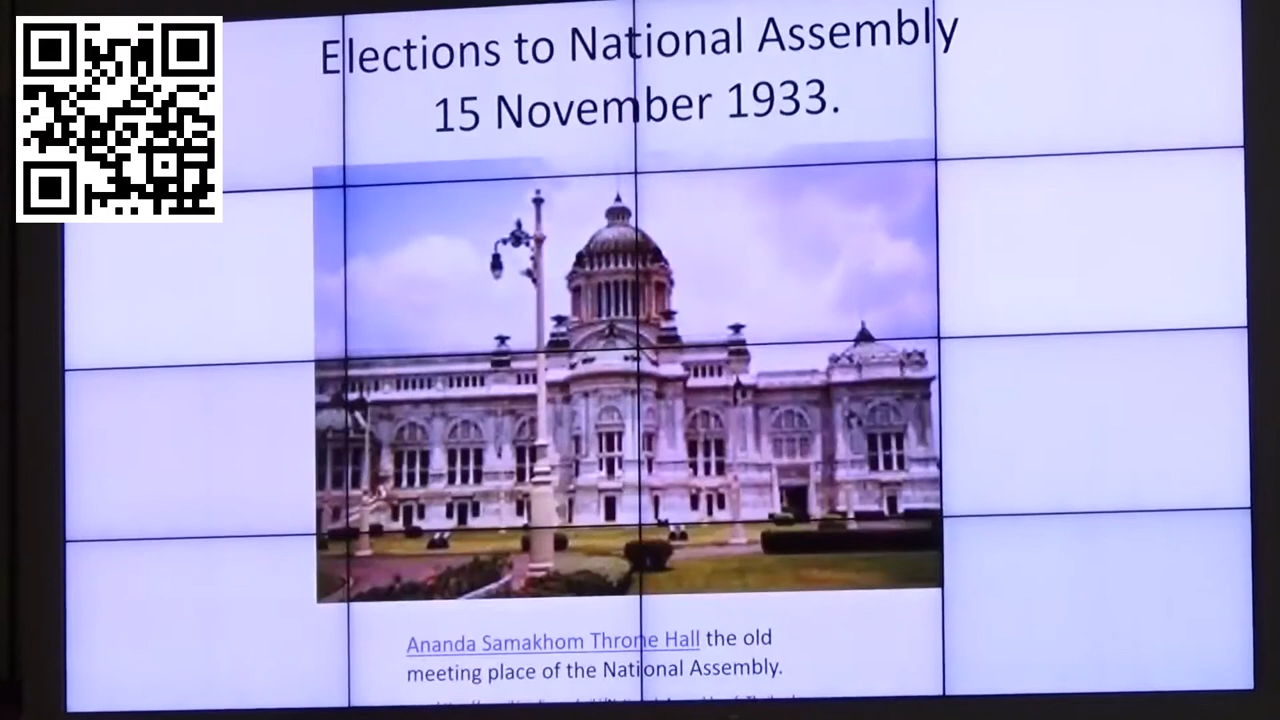 Elections to National Assembly
15 November 1933.
Ananda Samakhom Throne Hall the old
meeting place of the National Assembly.